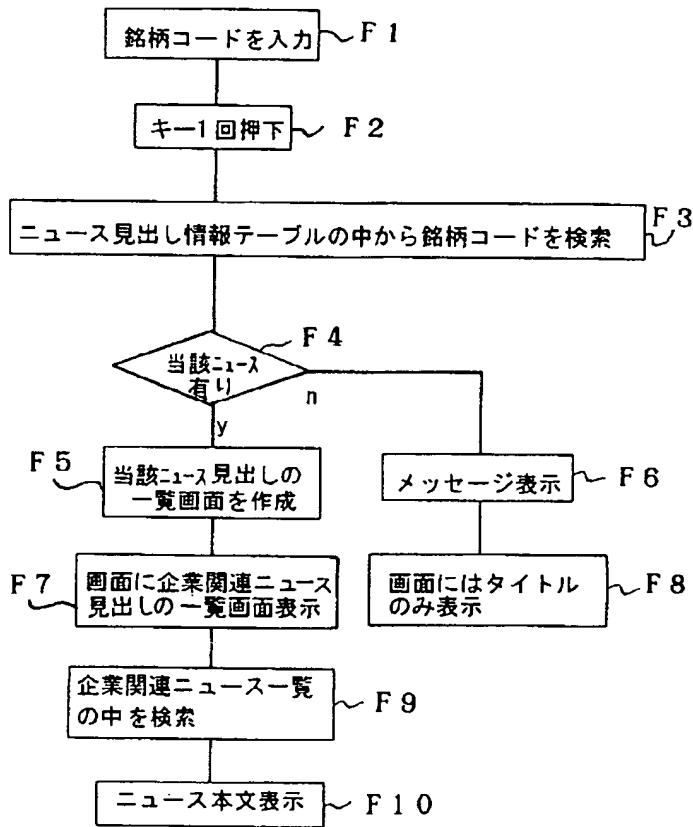 銘柄コードを入力
F1
キー1回押下
F2
ニュース見出し情報テーブルの中から銘柄コードを検索
F3
F4
当該ニュース
有り
n
y
F5
当該ニュース見出しの
一覧画面を作成
メッセージ表示
F6
F7
画面に企業関連ニュース
見出しの一覧画面表示
画面にはタイトル
のみ表示
F8
企業関連ニュース一覧
の中を検索
F9
ニュース本文表示
F10